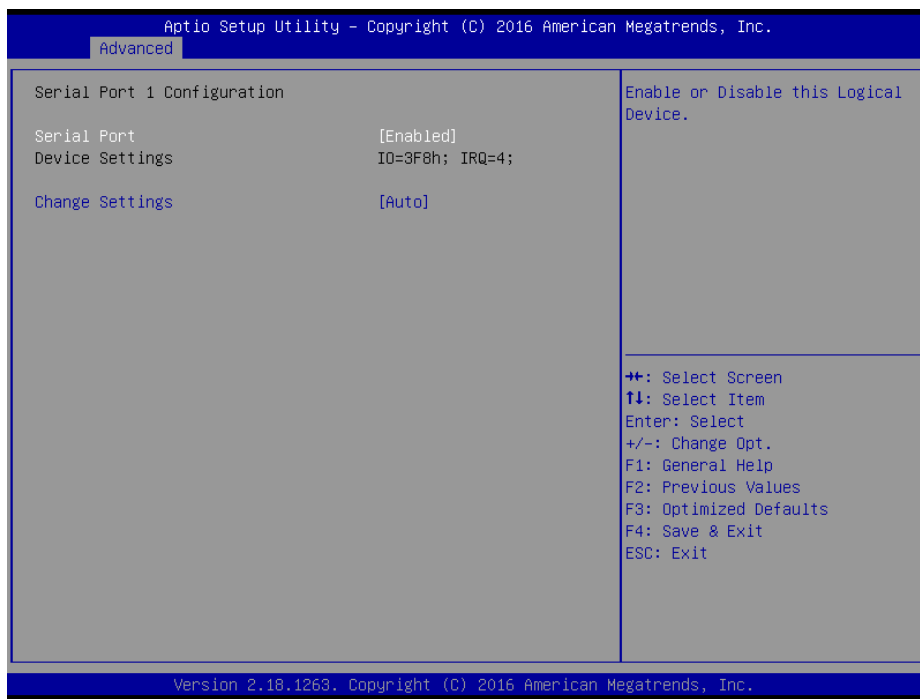 Aptio Setup Utility – Copyright (C) 2016 American Megatrends, Inc.
Advanced
Serial Port 1 Configuration
Serial Port [Enabled]
Device Settings IO=3F8h; IRQ=4;
Change Settings [Auto]
Enable or Disable this Logical
Device.
→←: Select Screen
↑↓: Select Item
Enter: Select
+/-: Change Opt.
F1: General Help
F2: Previous Values
F3: Optimized Defaults
F4: Save & Exit
ESC: Exit
Version 2.18.1263. Copyright (C) 2016 American Megatrends, Inc.